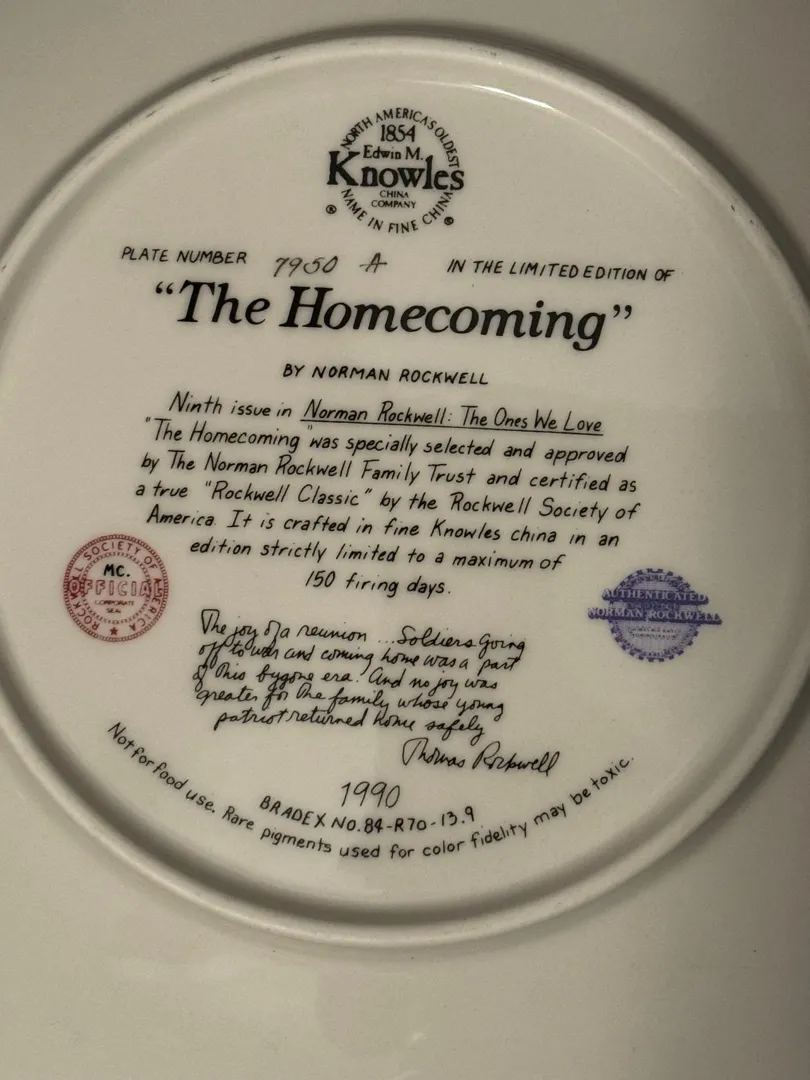 NORTH AMERICA'S OLDEST
1854
Edwin M.
Knowles
CHINA
COMPANY
NAME IN FINE CHINA
® ®
PLATE NUMBER 7950 A IN THE LIMITED EDITION OF
"The Homecoming"
BY NORMAN ROCKWELL
Ninth issue in Norman Rockwell: The Ones We Love
"The Homecoming" was specially selected and approved
by The Norman Rockwell Family Trust and certified as
a true "Rockwell Classic" by the Rockwell Society of
America. It is crafted in fine Knowles china in an
edition strictly limited to a maximum of
150 firing days.
ROCKWELL SOCIETY OF AMERICA
MC.
OFFICIAL
CORPORATE
SEAL
AUTHENTICATED
NORMAN ROCKWELL
The joy of a reunion ... Soldiers going
off to war and coming home was a part
of this bygone era. And no joy was
greater for the family whose young
patriot returned home safely
Thomas Rockwell
1990
BRADEX NO. 84-R70-13.9
Not for food use. Rare pigments used for color fidelity may be toxic.